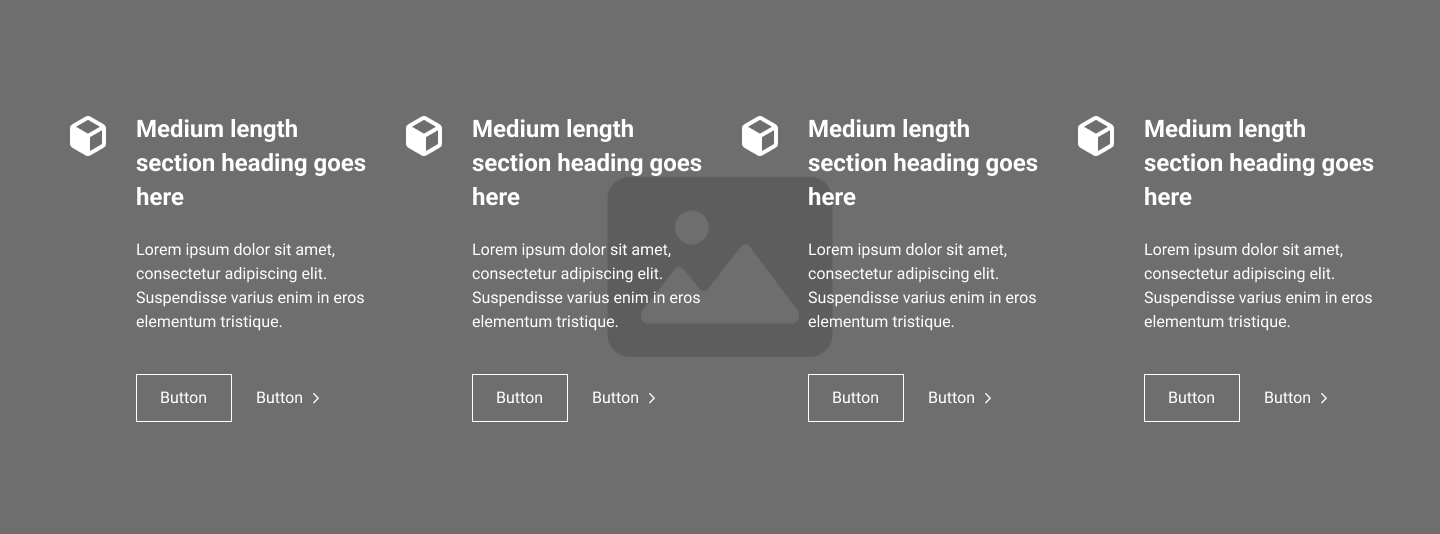 Medium length
section heading goes
here
Lorem ipsum dolor sit amet,
consectetur adipiscing elit.
Suspendisse varius enim in eros
elementum tristique.
Button
Button
Medium length
section heading goes
here
Lorem ipsum dolor sit amet,
consectetur adipiscing elit.
Suspendisse varius enim in eros
elementum tristique.
Button
Button
Medium length
section heading goes
here
Lorem ipsum dolor sit amet,
consectetur adipiscing elit.
Suspendisse varius enim in eros
elementum tristique.
Button
Button
Medium length
section heading goes
here
Lorem ipsum dolor sit amet,
consectetur adipiscing elit.
Suspendisse varius enim in eros
elementum tristique.
Button
Button